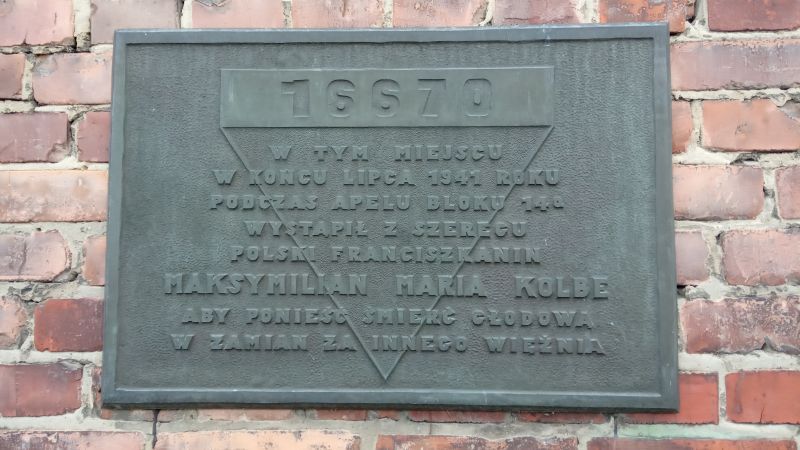 16670
W TYM MIEJSCU
W KOŃCU LIPCA 1941 ROKU
PODCZAS APELU BLOKU 14a
WYSTĄPIŁ Z SZEREGU
POLSKI FRANCISZKANIN
MAKSYMILIAN MARIA KOLBE
ABY PONIEŚĆ ŚMIERĆ GŁODOWĄ
W ZAMIAN ZA INNEGO WIĘŹNIA